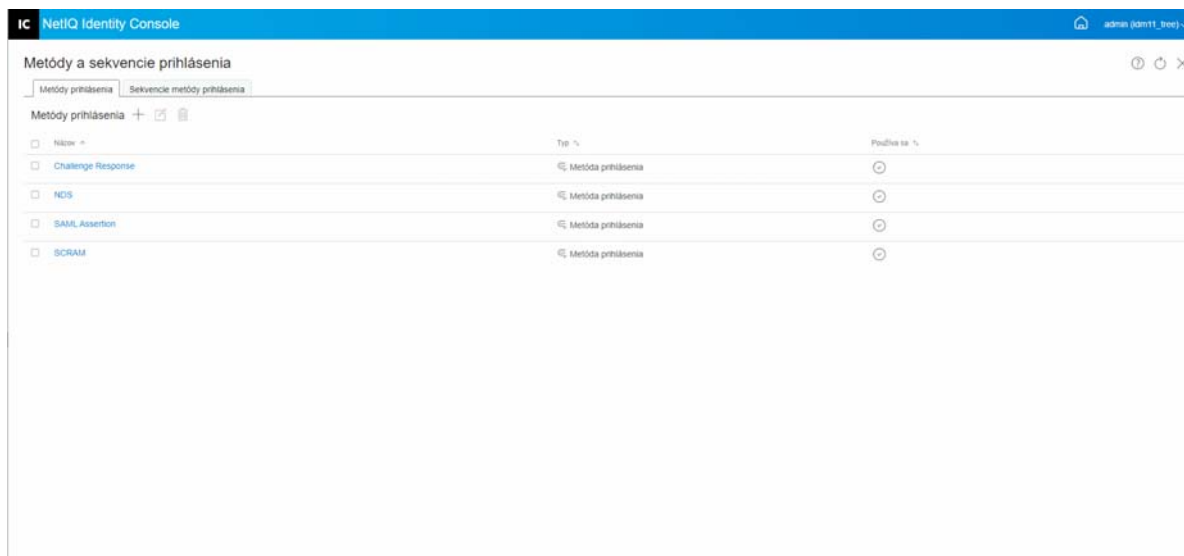 IC NetIQ Identity Console admin (idm11_tree)
Metódy a sekvencie prihlásenia
Metódy prihlásenia Sekvencie metódy prihlásenia
Metódy prihlásenia
Názov Typ Používa sa
Challenge Response Metóda prihlásenia
NDS Metóda prihlásenia
SAML Assertion Metóda prihlásenia
SCRAM Metóda prihlásenia